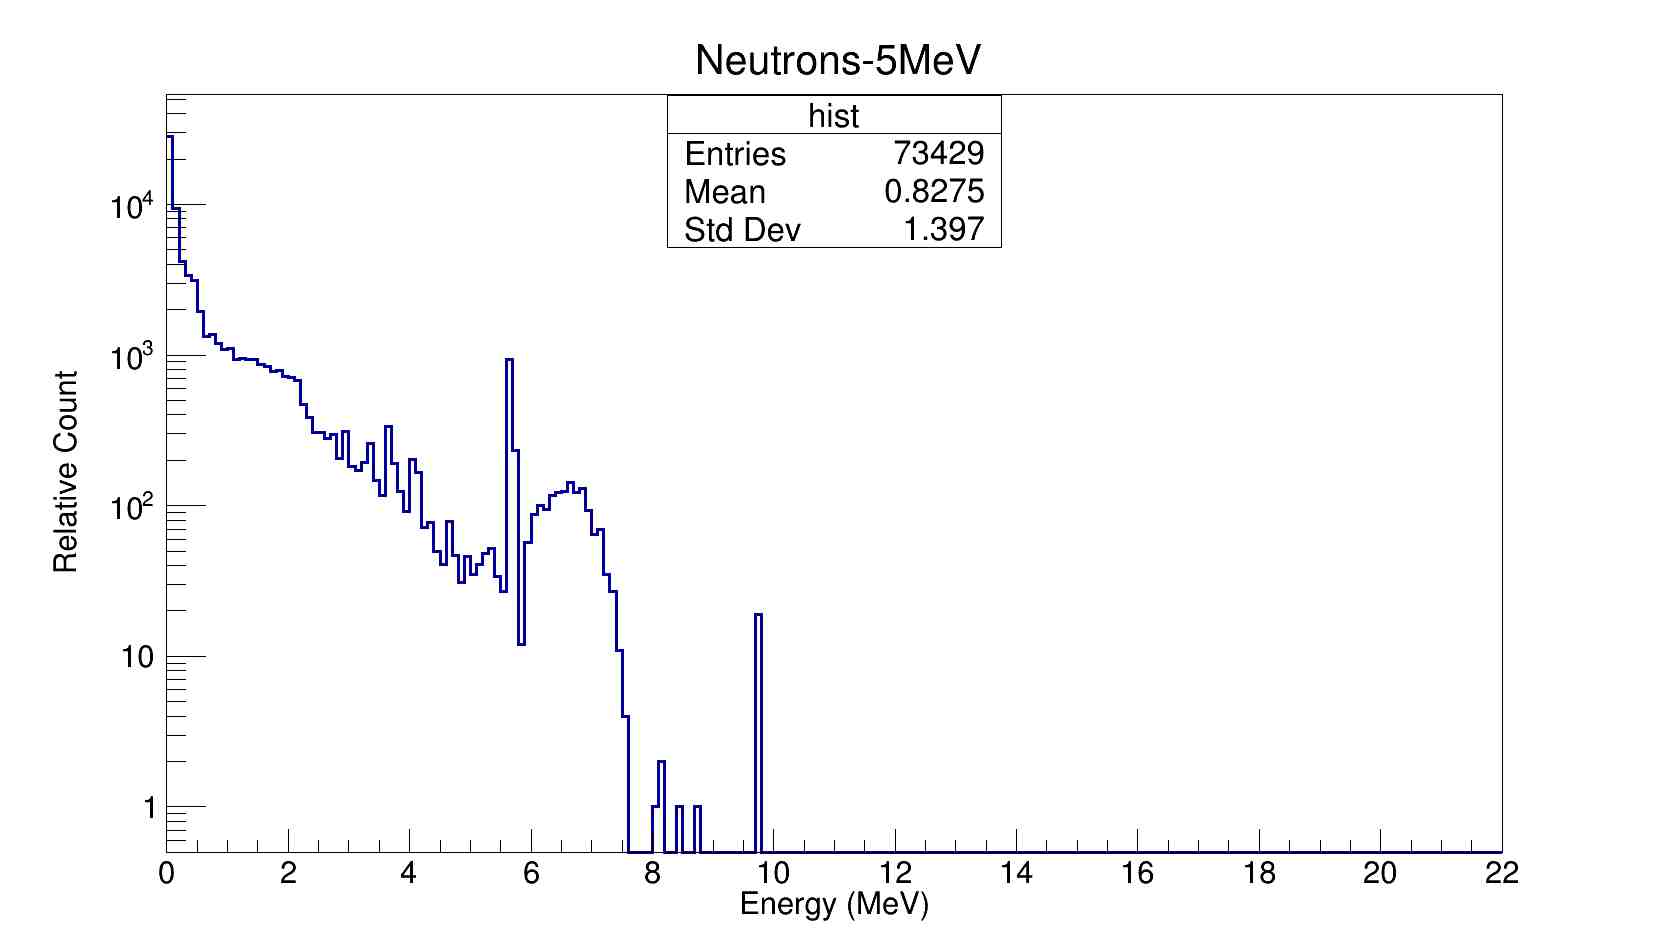 Neutrons-5MeV
hist
Entries 73429
Mean 0.8275
Std Dev 1.397
Relative Count
10⁴
10³
10²
10
1
0 2 4 6 8 10 12 14 16 18 20 22
Energy (MeV)